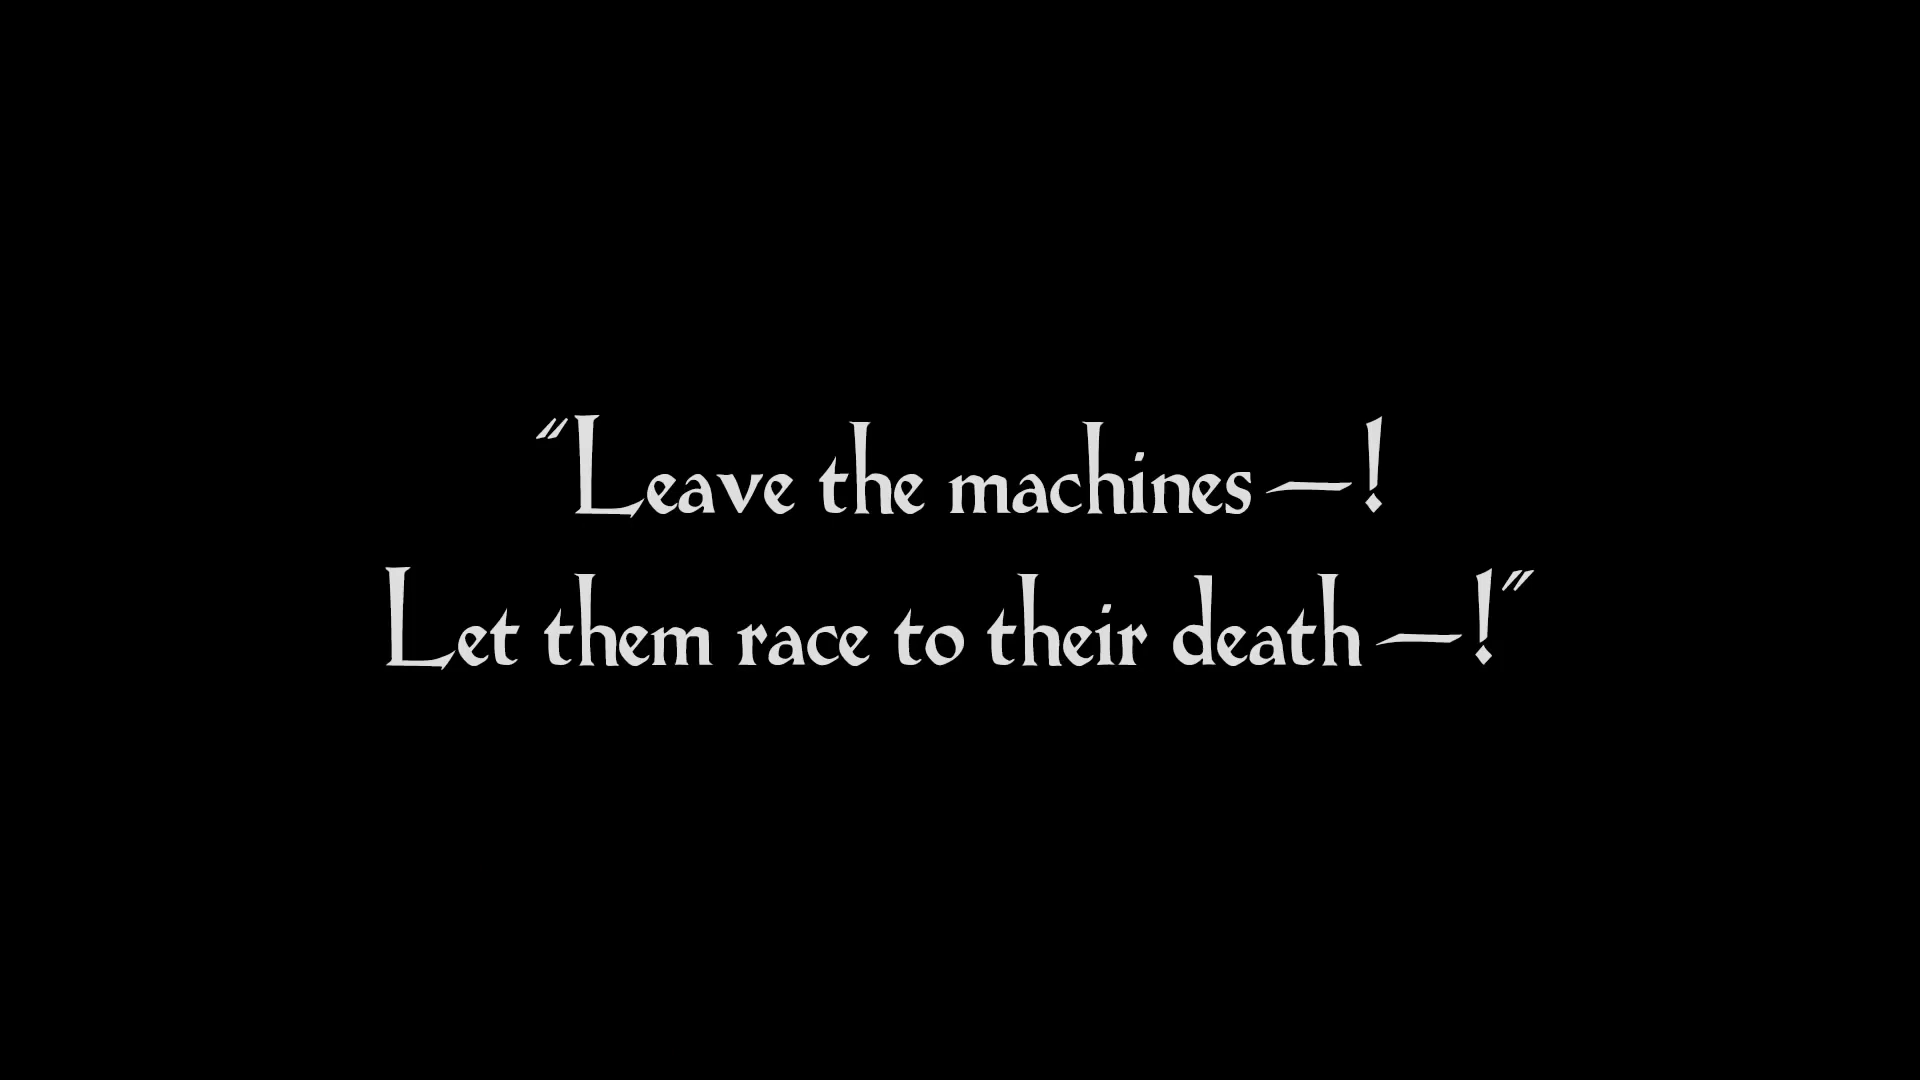 “Leave the machines—!
Let them race to their death—!”